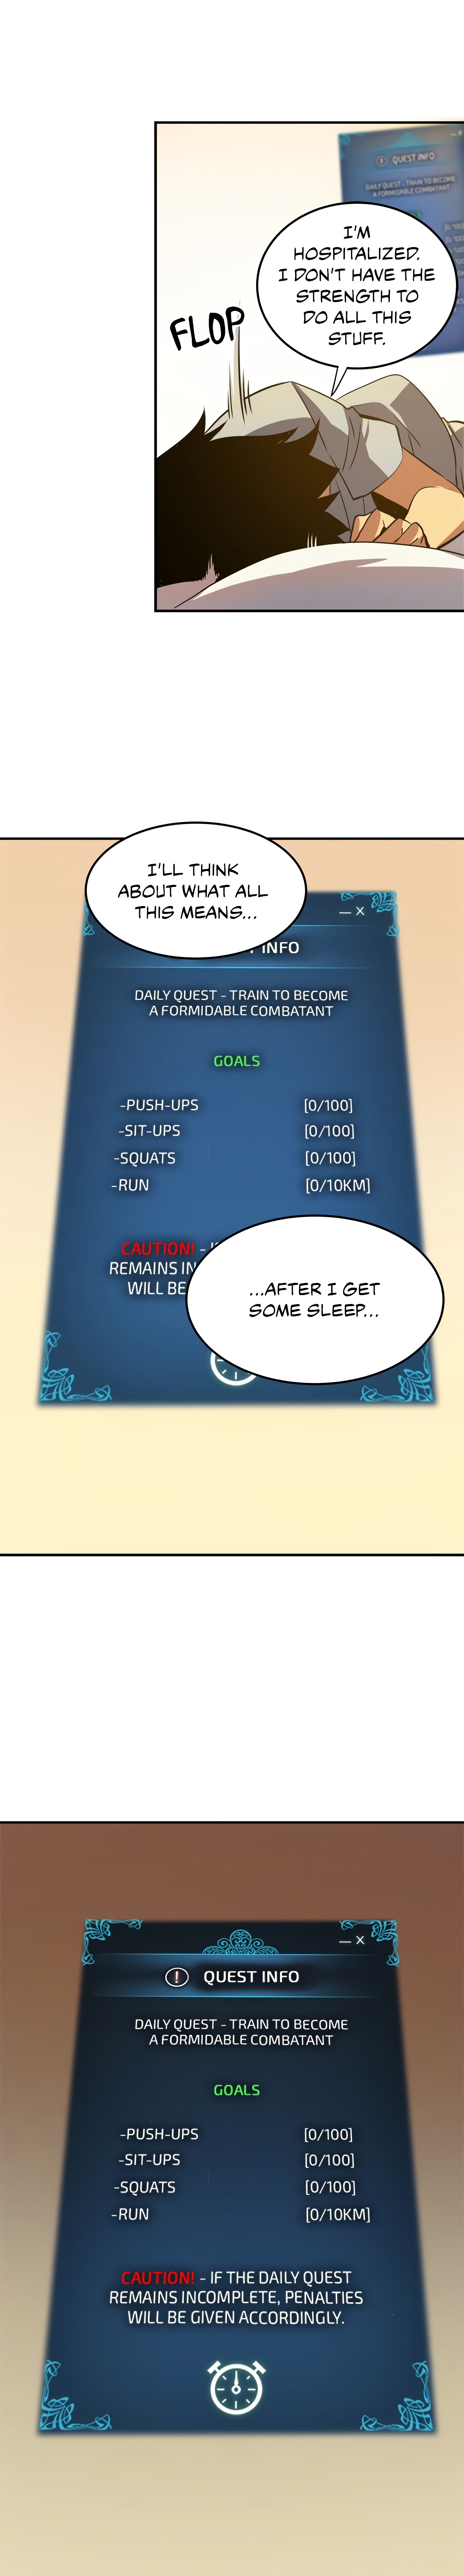 QUEST INFO
DAILY QUEST - TRAIN TO BECOME
A FORMIDABLE COMBATANT
I'M
HOSPITALIZED.
I DON'T HAVE THE
STRENGTH TO
DO ALL THIS
STUFF.
FLOP
I'LL THINK
ABOUT WHAT ALL
THIS MEANS...
— X
INFO
DAILY QUEST - TRAIN TO BECOME
A FORMIDABLE COMBATANT
GOALS
-PUSH-UPS [0/100]
-SIT-UPS [0/100]
-SQUATS [0/100]
-RUN [0/10KM]
CAUTION! -
REMAINS
WILL BE
...AFTER I GET
SOME SLEEP...
— X
! QUEST INFO
DAILY QUEST - TRAIN TO BECOME
A FORMIDABLE COMBATANT
GOALS
-PUSH-UPS [0/100]
-SIT-UPS [0/100]
-SQUATS [0/100]
-RUN [0/10KM]
CAUTION! - IF THE DAILY QUEST
REMAINS INCOMPLETE, PENALTIES
WILL BE GIVEN ACCORDINGLY.